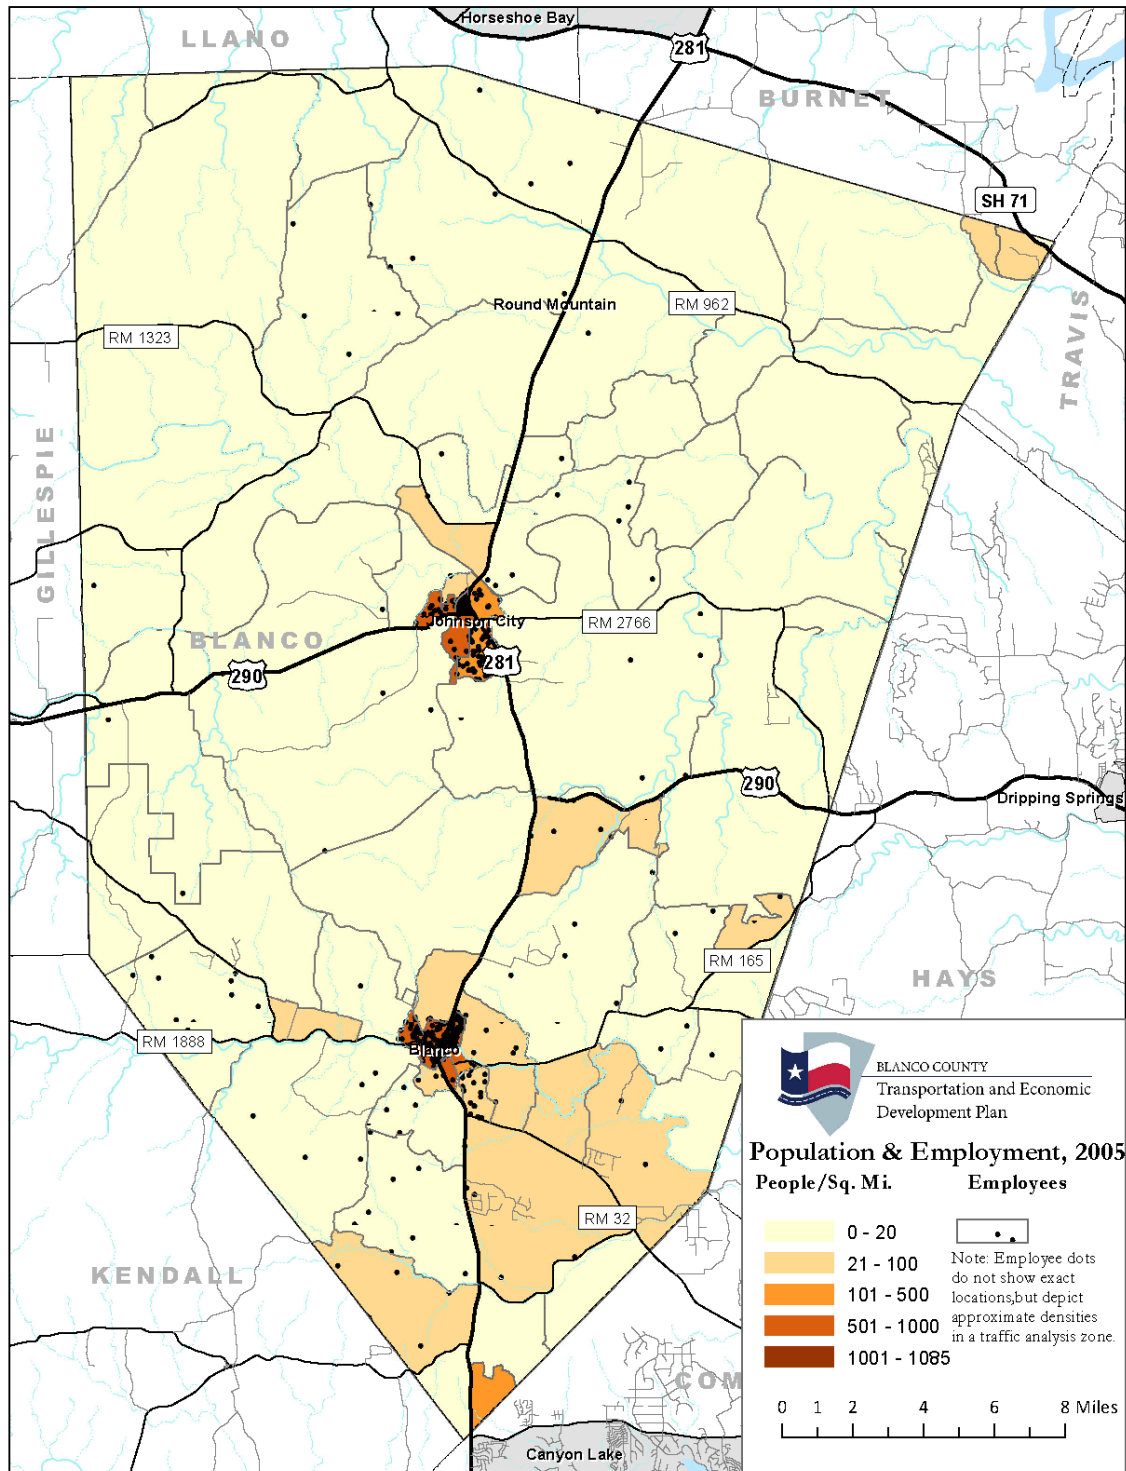 Horseshoe Bay
LLANO
281
BURNET
SH 71
Round Mountain
RM 962
RM 1323
TRAVIS
GILLESPIE
Johnson City
RM 2766
BLANCO
281
290
290
Dripping Springs
RM 165
HAYS
RM 1888
Blanco
BLANCO COUNTY
Transportation and Economic
Development Plan
Population & Employment, 2005
People/Sq. Mi.
Employees
RM 32
0 - 20
21 - 100
101 - 500
501 - 1000
1001 - 1085
Note: Employee dots
do not show exact
locations,but depict
approximate densities
in a traffic analysis zone.
KENDALL
COM
0 1 2 4 6 8 Miles
Canyon Lake